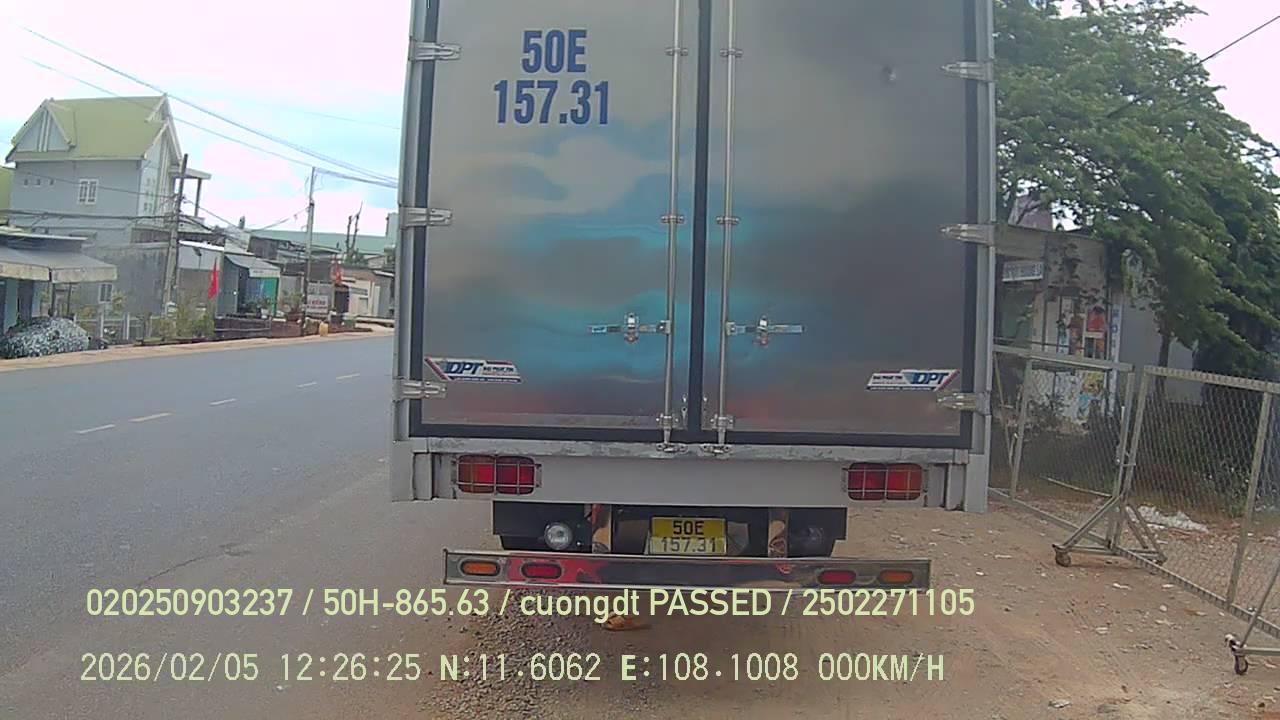 50E
157.31
DPT
DPT
50E
157.31
020250903237 / 50H-865.63 / cuongdt PASSED / 2502271105
2026/02/05 12:26:25 N:11.6062 E:108.1008 000KM/H